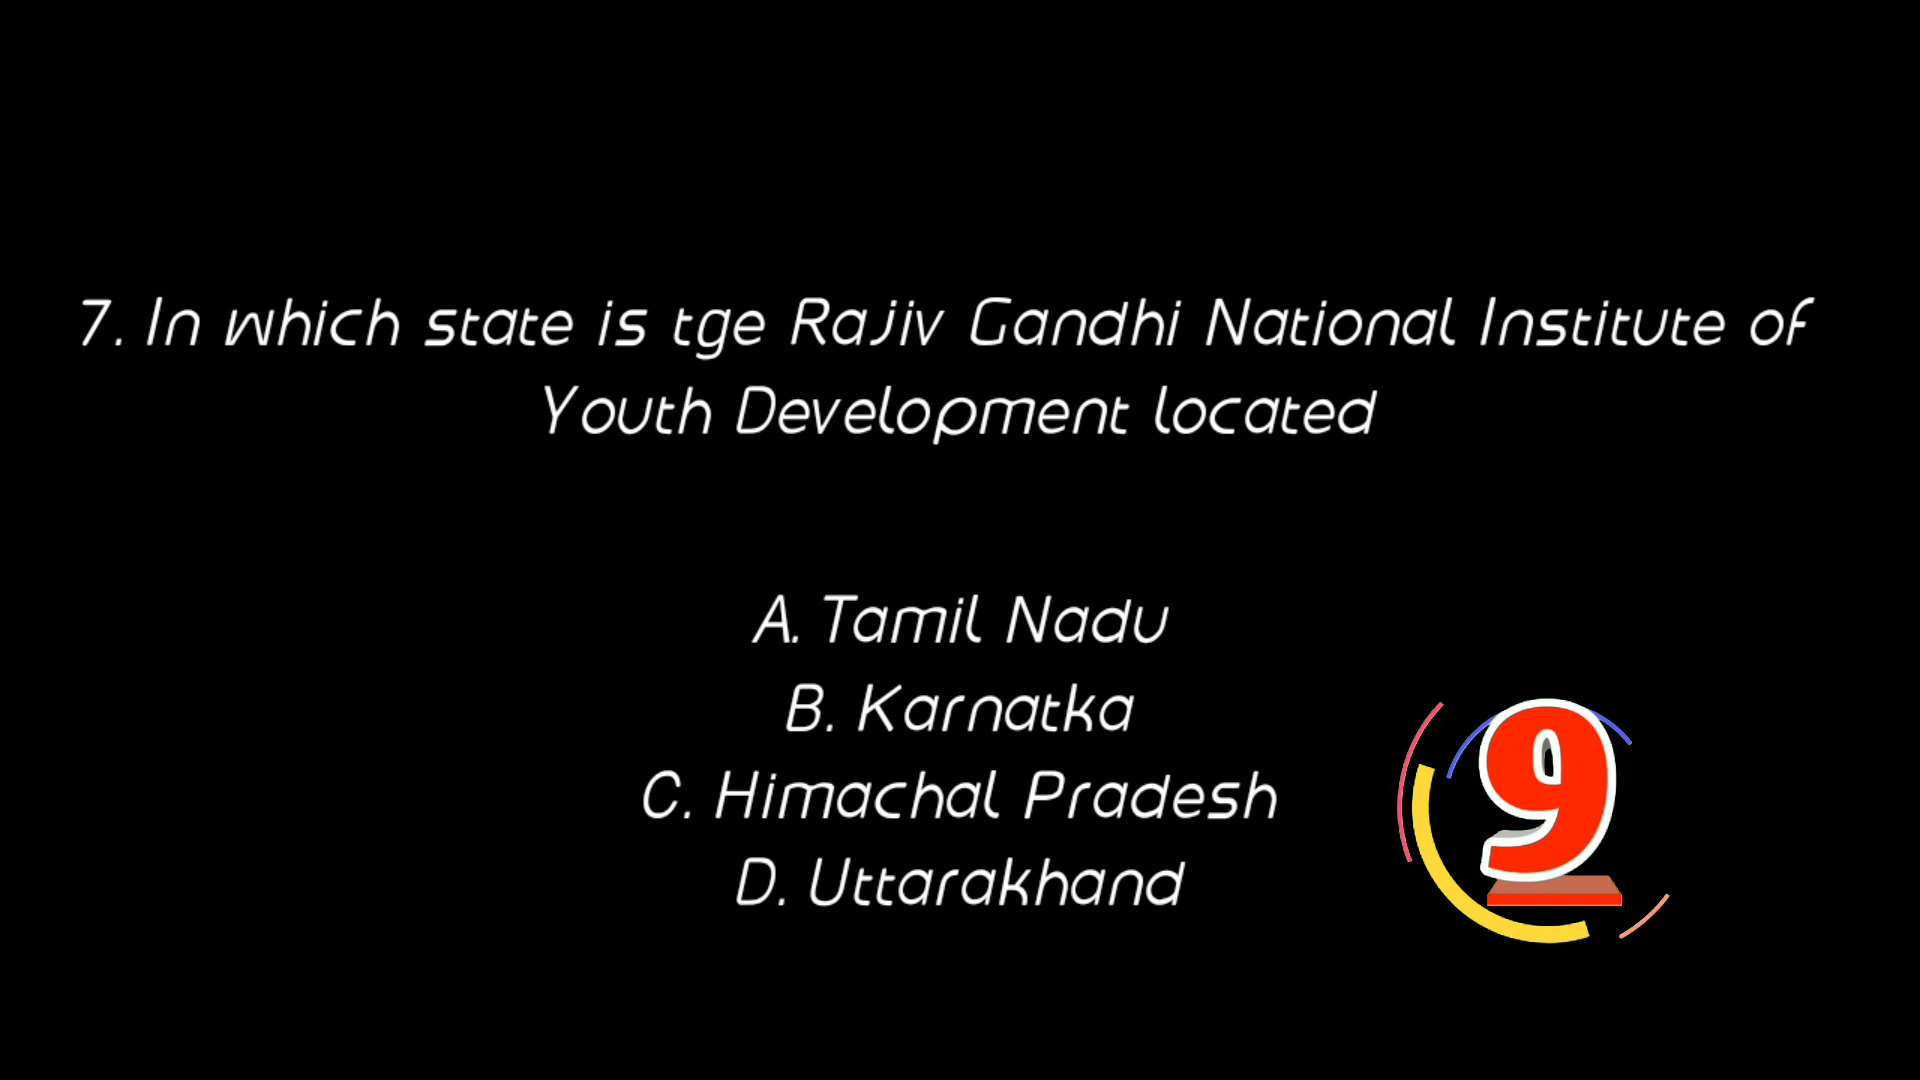 7. In which state is tge Rajiv Gandhi National Institute of
Youth Development located
A. Tamil Nadu
B. Karnatka
C. Himachal Pradesh
D. Uttarakhand
9